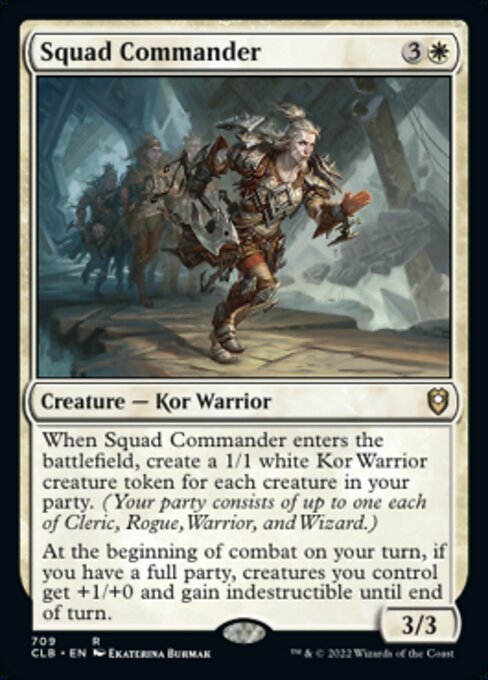 Squad Commander 3
Creature — Kor Warrior
When Squad Commander enters the
battlefield, create a 1/1 white Kor Warrior
creature token for each creature in your
party. (Your party consists of up to one each
of Cleric, Rogue, Warrior, and Wizard.)
At the beginning of combat on your turn, if
you have a full party, creatures you control
get +1/+0 and gain indestructible until end
of turn.
3/3
709 R
CLB • EN Ekaterina Burmak
™ & © 2022 Wizards of the Coast